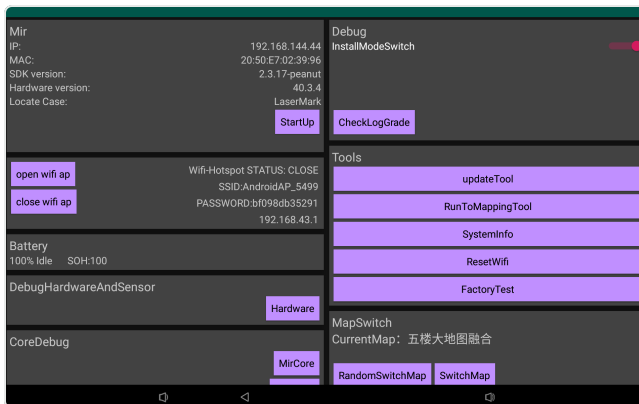 Mir
IP: 192.168.144.44
MAC: 20:50:E7:02:39:96
SDK version: 2.3.17-peanut
Hardware version: 40.3.4
Locate Case: LaserMark
StartUp
open wifi ap
close wifi ap
Wifi-Hotspot STATUS: CLOSE
SSID:AndroidAP_5499
PASSWORD:bf098db35291
192.168.43.1
Battery
100% Idle SOH:100
DebugHardwareAndSensor
Hardware
CoreDebug
MirCore
Debug
InstallModeSwitch
CheckLogGrade
Tools
updateTool
RunToMappingTool
SystemInfo
ResetWifi
FactoryTest
MapSwitch
CurrentMap：五楼大地图融合
RandomSwitchMap
SwitchMap